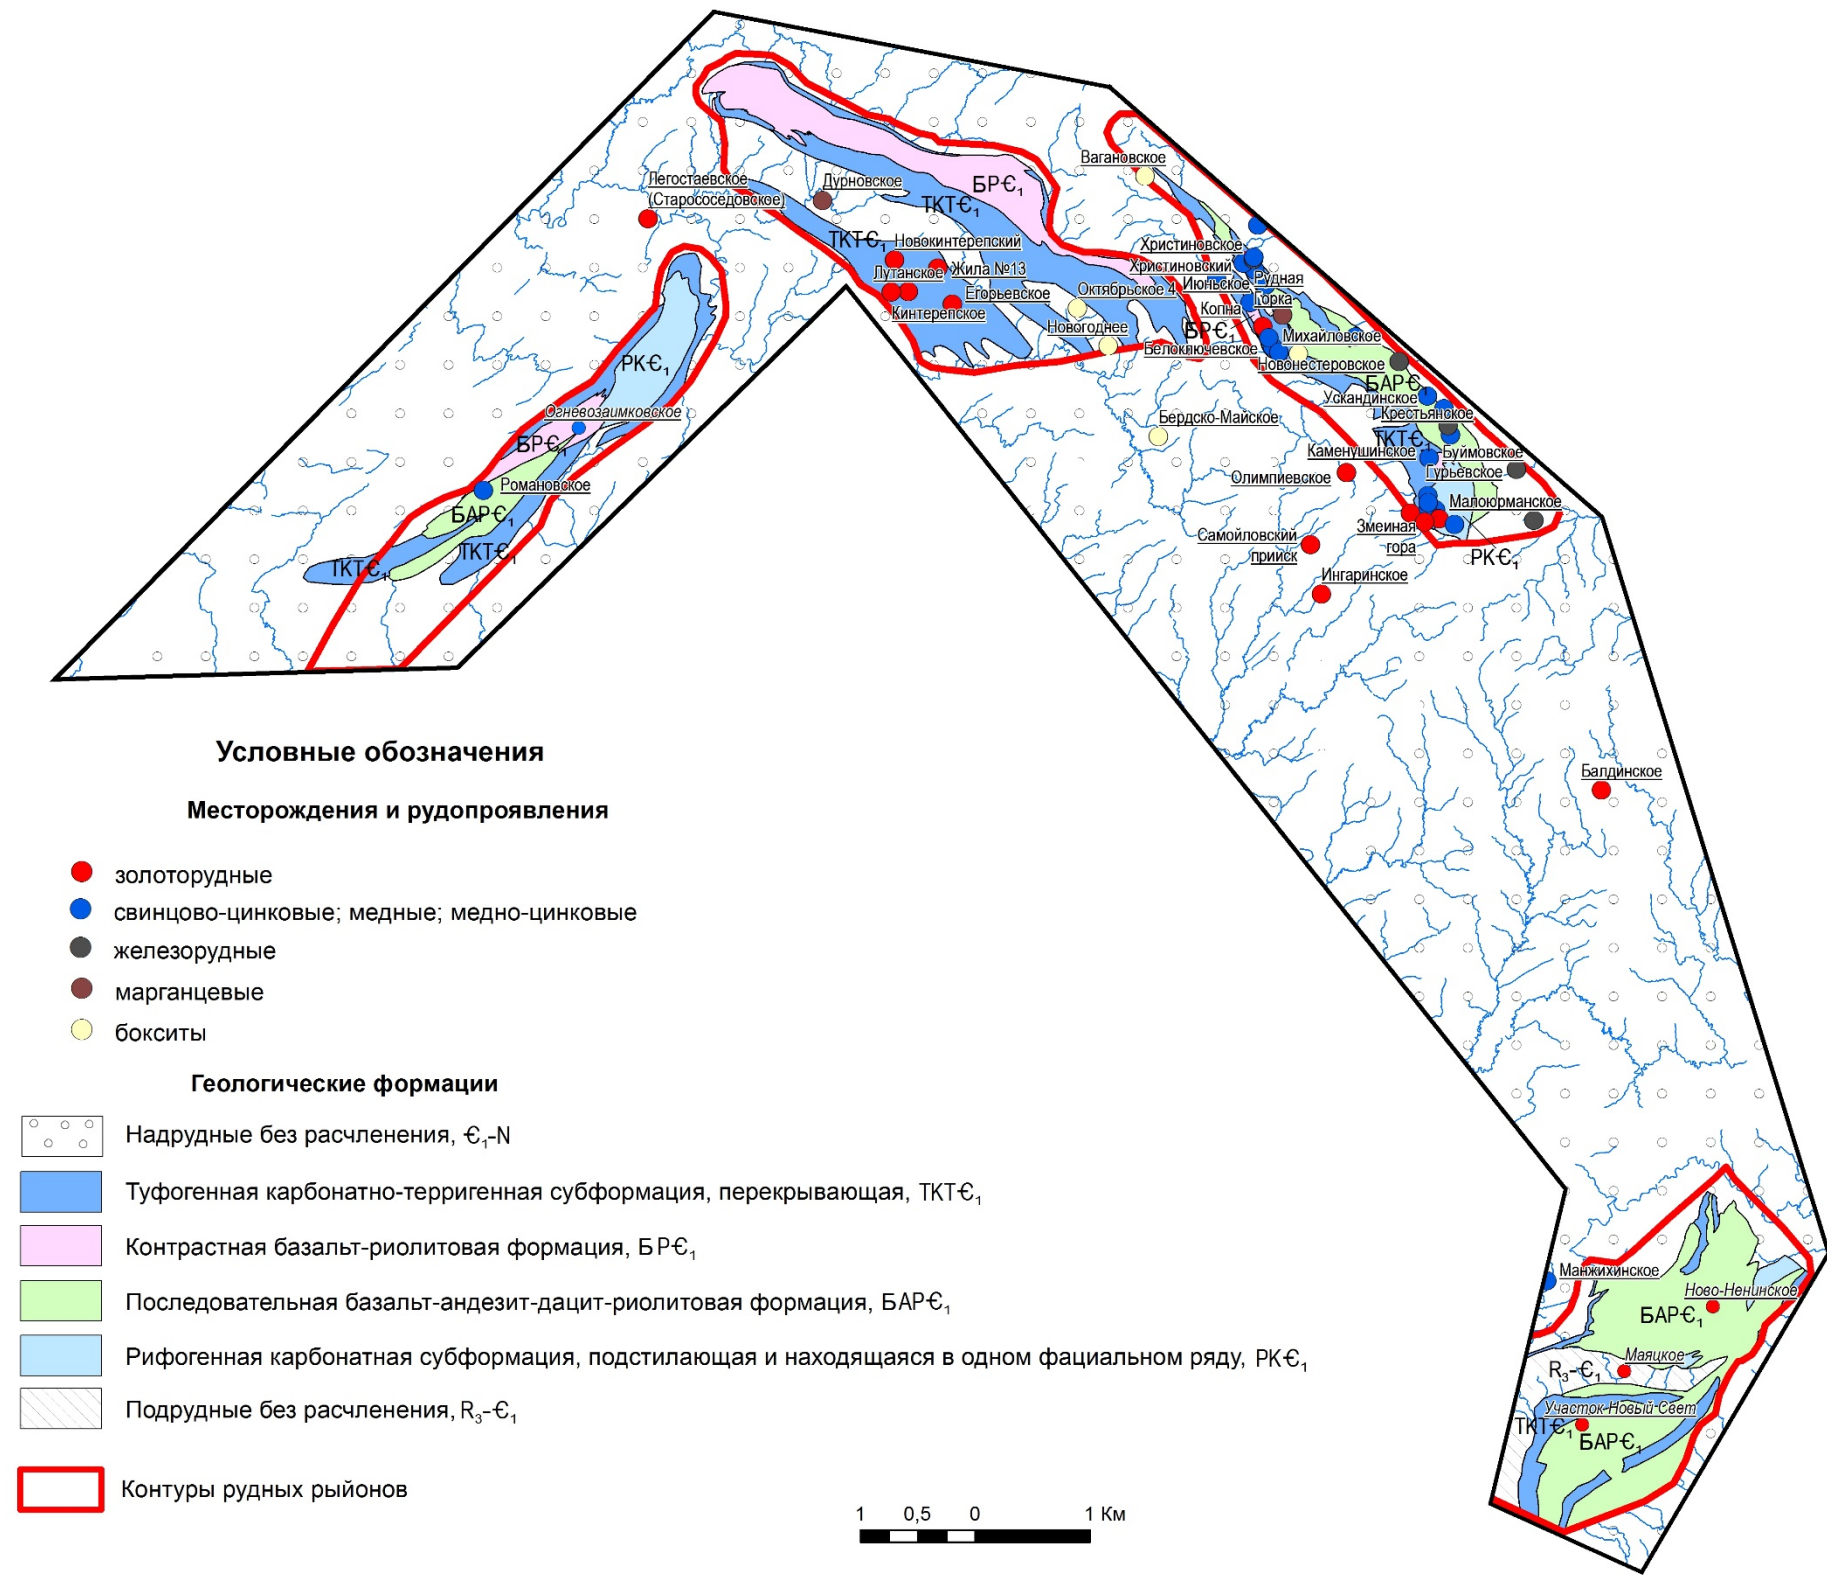 Вагановское
Легостаевское
(Старососедовское)
Дурновское
БРЄ₁
ТКТЄ₁
ТКТЄ₁
Новокинтерепский
Лутанское
Жила №13
Егорьевское
Кинтерепское
Октябрьское 4
Новогоднее
Христиновское
Христиновский
Июньское
Рудная
Горка
Копна
БРЄ₁
Михайловское
Белоключевское
Новонестеровское
БАРЄ
Ускандинское
Крестьянское
ТКТЄ₁
Бердско-Майское
Каменушинское
Буймовское
Гурьевское
Олимпиевское
Малоюрманское
Змеиная
гора
Самойловский
прииск
РКЄ₁
Ингаринское
РКЄ₁
Огневозаимковское
БРЄ₁
Романовское
БАРЄ₁
ТКТЄ₁
ТКТЄ₁
Балдинское
Манжихинское
Ново-Ненинское
БАРЄ₁
Маяцкое
R₃-Є₁
Участок Новый Свет
ТКТЄ₁
БАРЄ₁
Условные обозначения
Месторождения и рудопроявления
золоторудные
свинцово-цинковые; медные; медно-цинковые
железорудные
марганцевые
бокситы
Геологические формации
Надрудные без расчленения, Є₁-N
Туфогенная карбонатно-терригенная субформация, перекрывающая, ТКТЄ₁
Контрастная базальт-риолитовая формация, БРЄ₁
Последовательная базальт-андезит-дацит-риолитовая формация, БАРЄ₁
Рифогенная карбонатная субформация, подстилающая и находящаяся в одном фациальном ряду, РКЄ₁
Подрудные без расчленения, R₃-Є₁
Контуры рудных рыйонов
1 0,5 0 1 Км